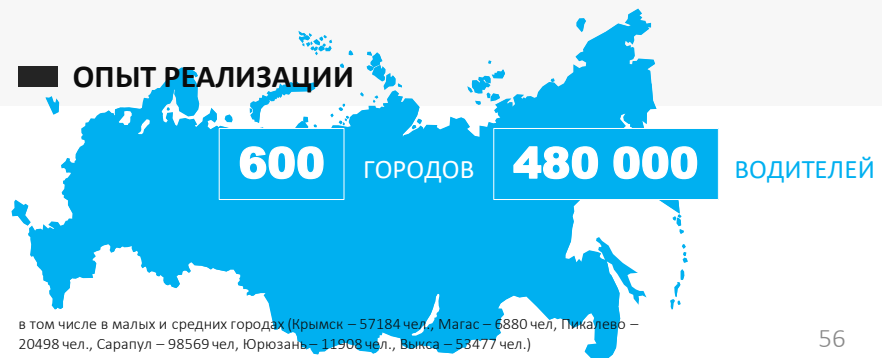 ОПЫТ РЕАЛИЗАЦИИ
600 ГОРОДОВ 480 000 ВОДИТЕЛЕЙ
в том числе в малых и средних городах (Крымск – 57184 чел., Магас – 6880 чел, Пикалево –
20498 чел., Сарапул – 98569 чел, Юрюзань – 11908 чел., Выкса – 53477 чел.)
56